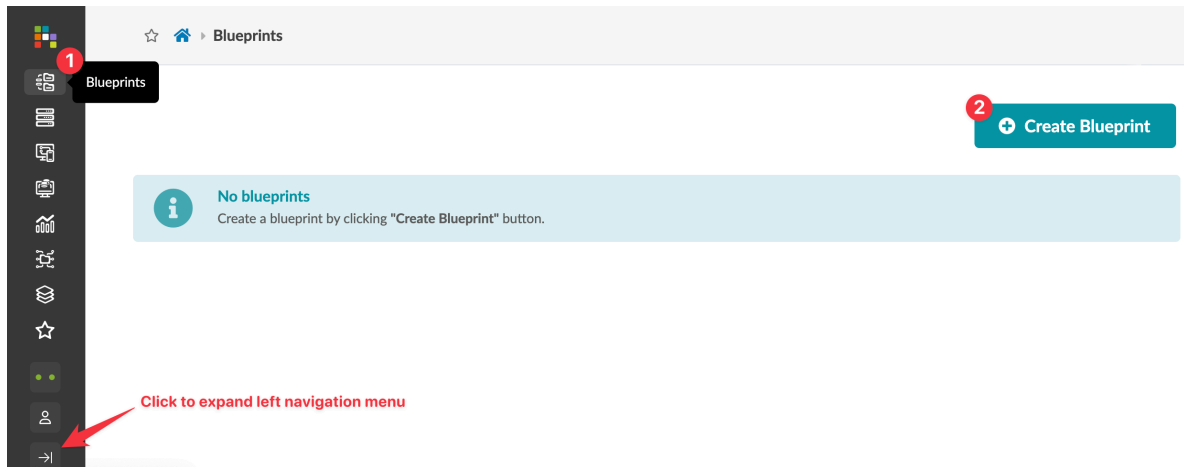 Blueprints
1
Blueprints
2
Create Blueprint
No blueprints
Create a blueprint by clicking "Create Blueprint" button.
Click to expand left navigation menu